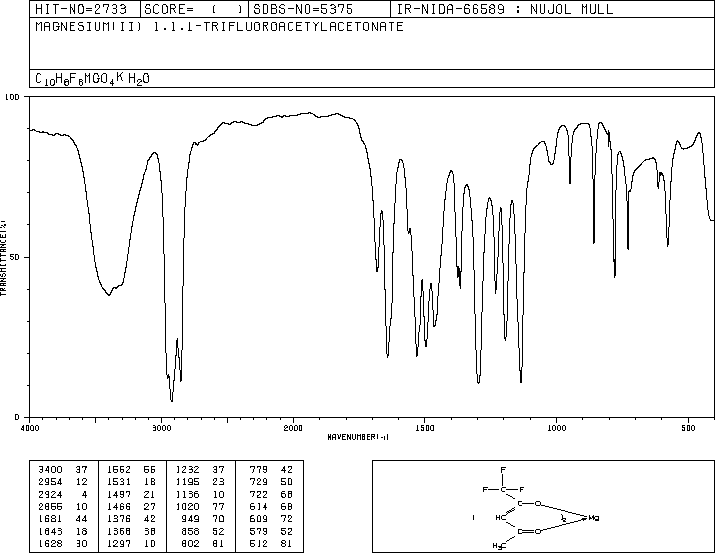 HIT-NO=2733 SCORE= ( ) SDBS-NO=5375 IR-NIDA-66589 : NUJOL MULL
MAGNESIUM(II) 1,1,1-TRIFLUOROACETYLACETONATE
C10H8F6MGO4 X H2O
100
TRANSMITTANCE(%)
50
0
4000 3000 2000 1500 1000 500
WAVENUMBER(-1)
3400 37 1562 55 1232 37 779 42
2954 12 1531 18 1195 23 729 50
2924 4 1497 21 1136 10 722 68
2855 10 1466 27 1020 77 614 68
1681 44 1376 42 949 70 609 72
1643 18 1368 38 858 52 579 52
1628 30 1297 10 802 81 512 81
F
F C F
C O
HC )2 Mg
C O
H3C